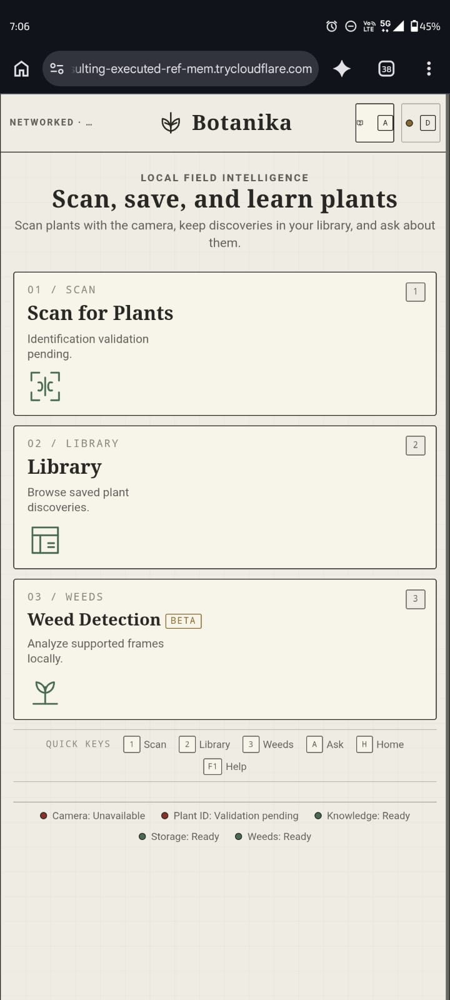 7:06
Vo LTE 5G 45%
ulting-executed-ref-mem.trycloudflare.com
38
NETWORKED · …
Botanika
A
D
LOCAL FIELD INTELLIGENCE
Scan, save, and learn plants
Scan plants with the camera, keep discoveries in your library, and ask about
them.
01 / SCAN
1
Scan for Plants
Identification validation
pending.
02 / LIBRARY
2
Library
Browse saved plant
discoveries.
03 / WEEDS
3
Weed Detection BETA
Analyze supported frames
locally.
QUICK KEYS 1 Scan 2 Library 3 Weeds A Ask H Home
F1 Help
Camera: Unavailable Plant ID: Validation pending Knowledge: Ready
Storage: Ready Weeds: Ready